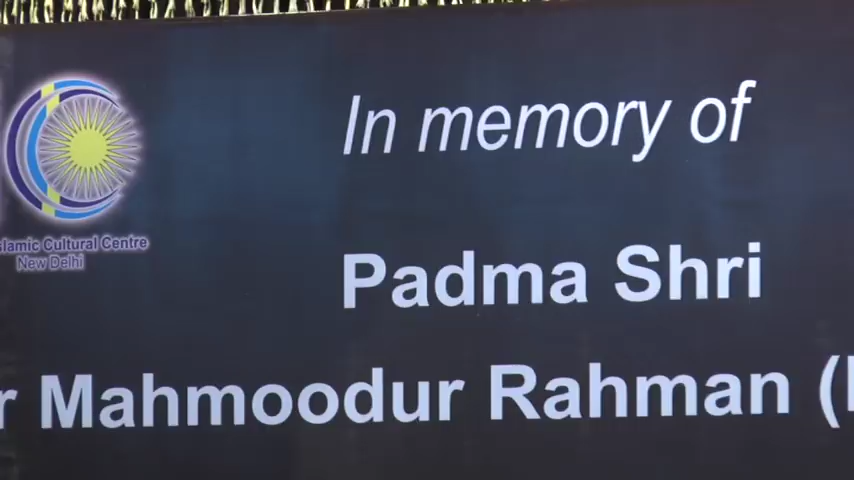 In memory of
Islamic Cultural Centre
New Delhi
Padma Shri
Mahmoodur Rahman